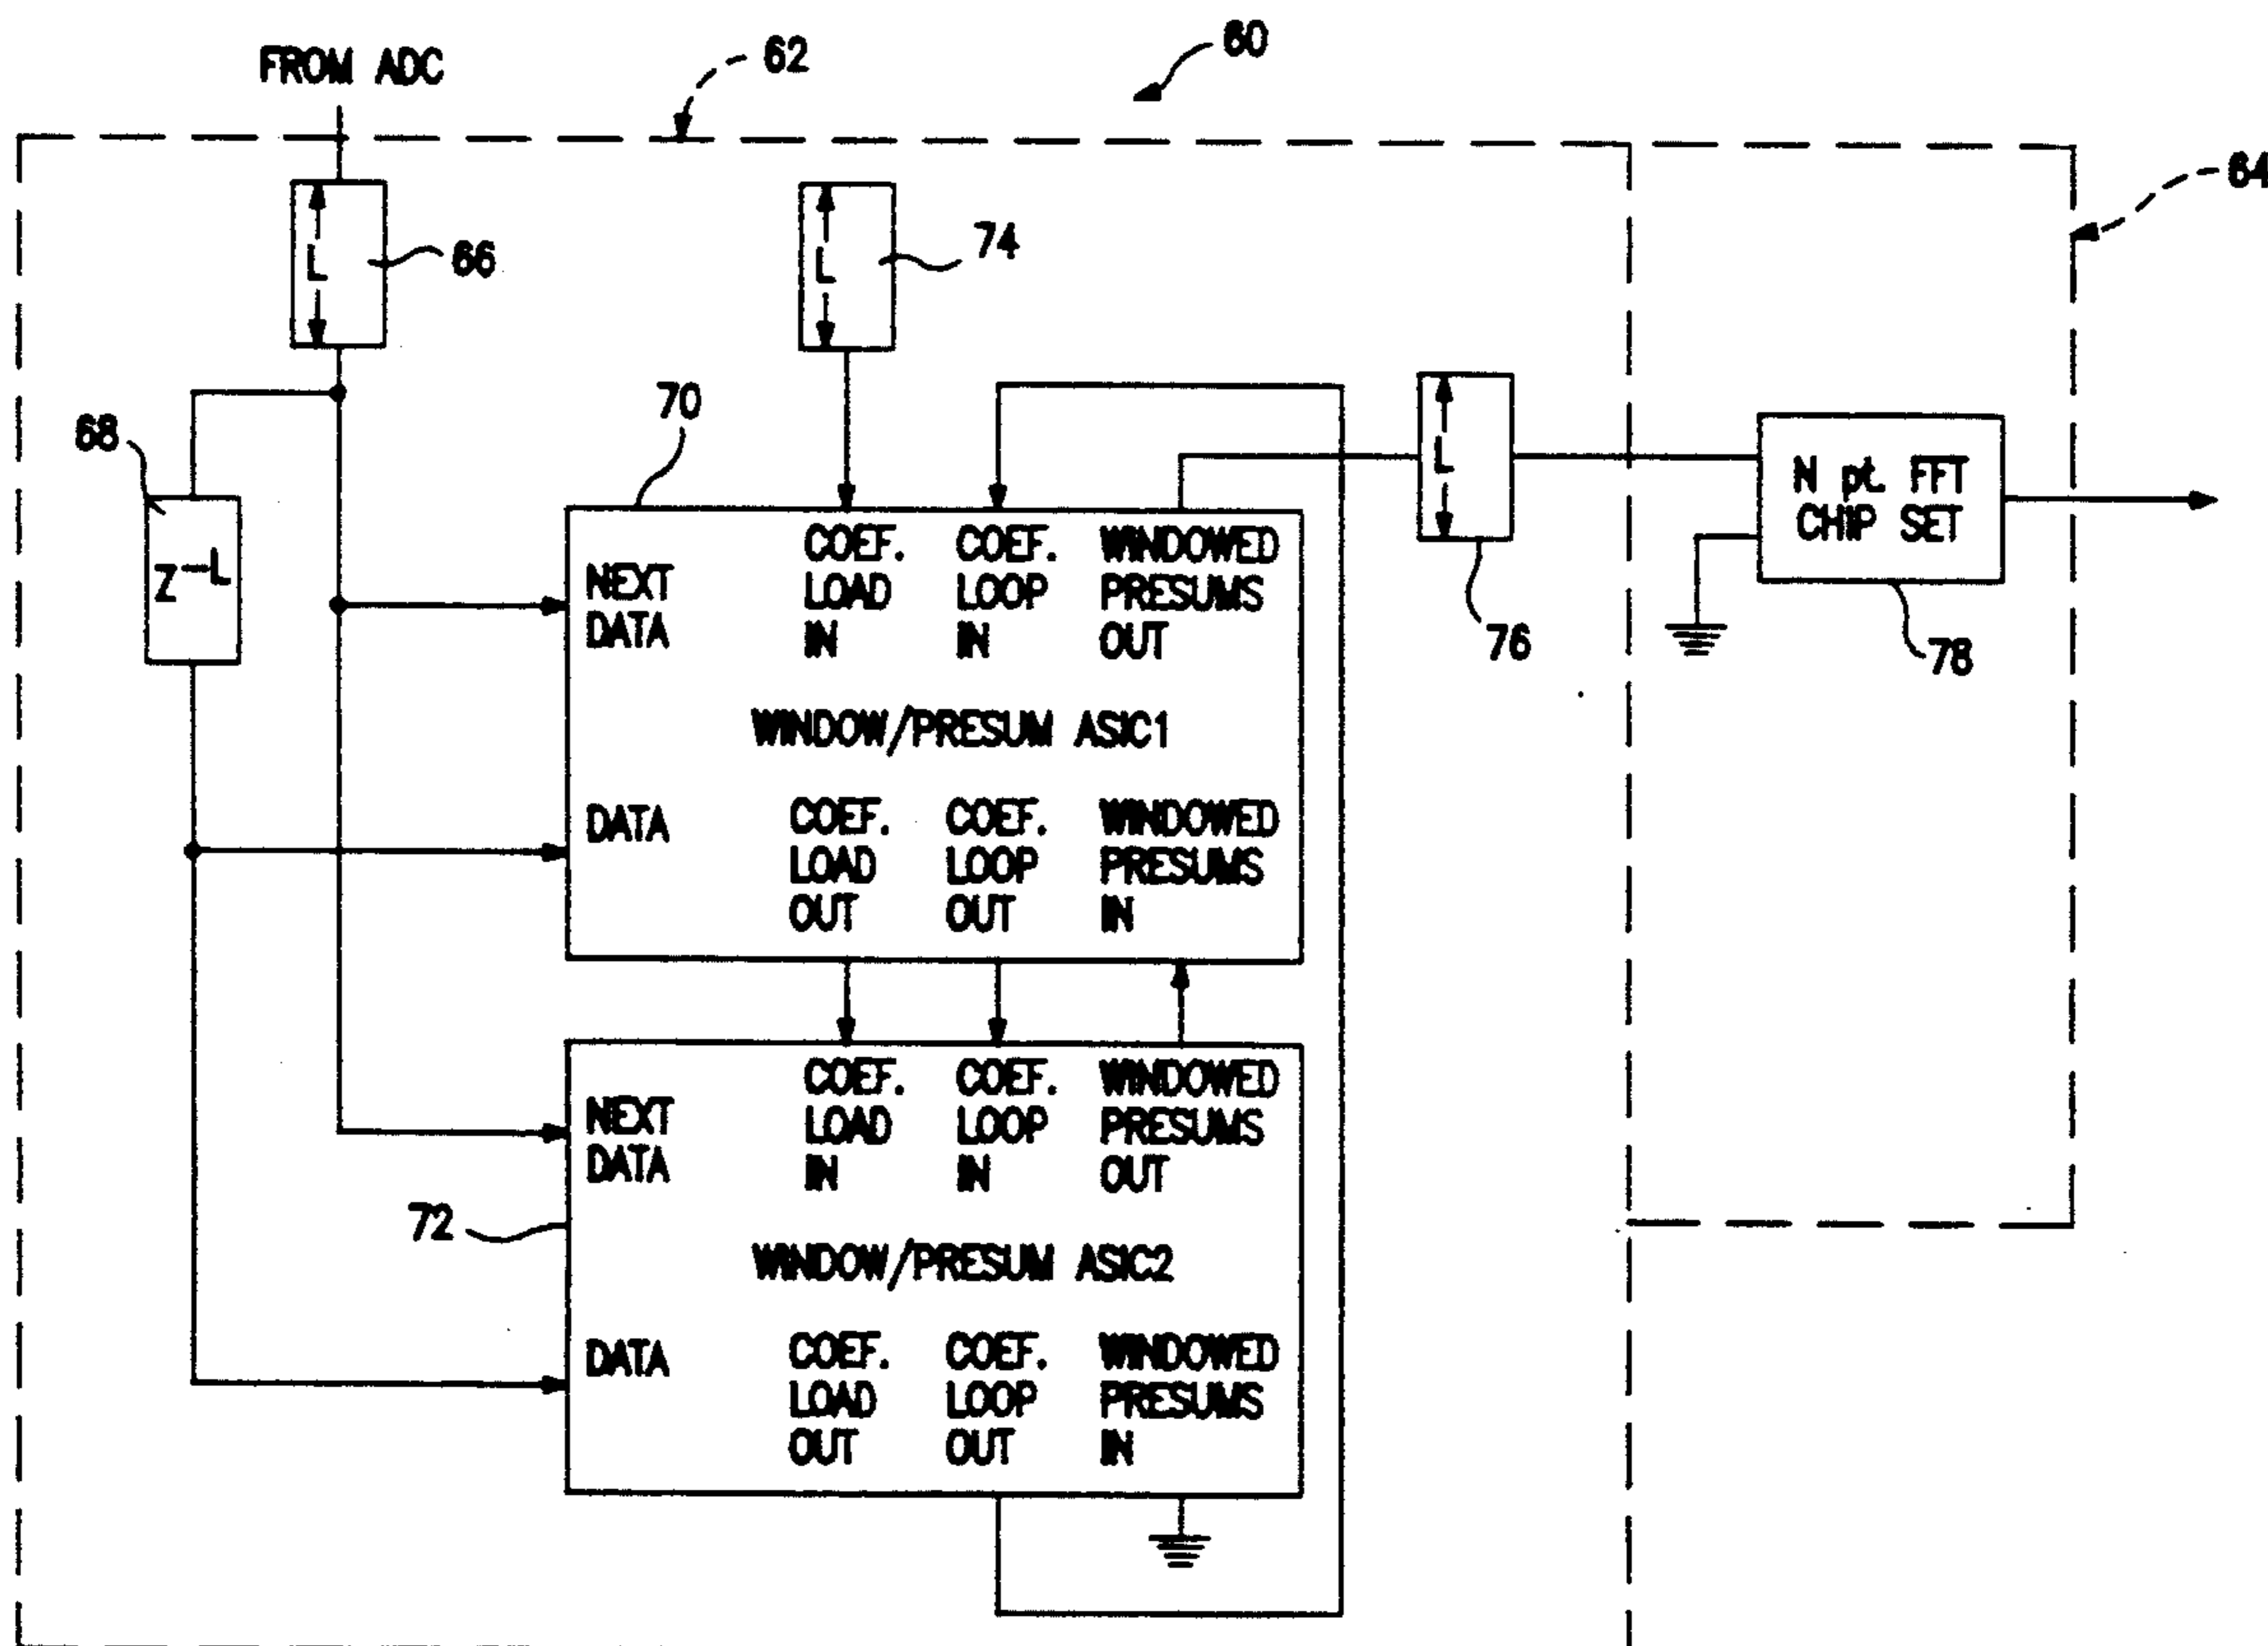 FROM ADC
62
60
64
L
66
L
74
68
70
L
N pt. FFT
CHIP SET
Z^-L
NEXT
DATA
COEF.
LOAD
IN
COEF.
LOOP
IN
WINDOWED
PRESUMS
OUT
76
78
WINDOW/PRESUM ASIC1
DATA
COEF.
LOAD
OUT
COEF.
LOOP
OUT
WINDOWED
PRESUMS
IN
NEXT
DATA
COEF.
LOAD
IN
COEF.
LOOP
IN
WINDOWED
PRESUMS
OUT
72
WINDOW/PRESUM ASIC2
DATA
COEF.
LOAD
OUT
COEF.
LOOP
OUT
WINDOWED
PRESUMS
IN